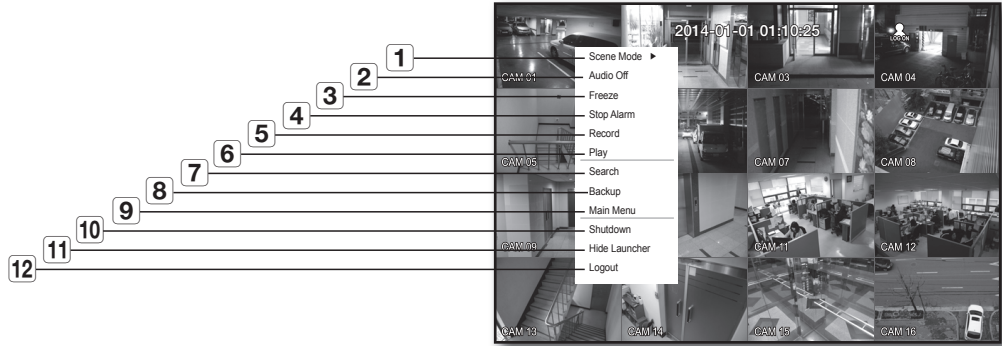 2014-01-01 01:10:25
LOG ON
1 Scene Mode ▶
2 Audio Off
3 Freeze
4 Stop Alarm
5 Record
6 Play
7 Search
8 Backup
9 Main Menu
10 Shutdown
11 Hide Launcher
12 Logout
CAM 01
CAM 03
CAM 04
CAM 05
CAM 07
CAM 08
CAM 09
CAM 11
CAM 12
CAM 13
CAM 14
CAM 15
CAM 16